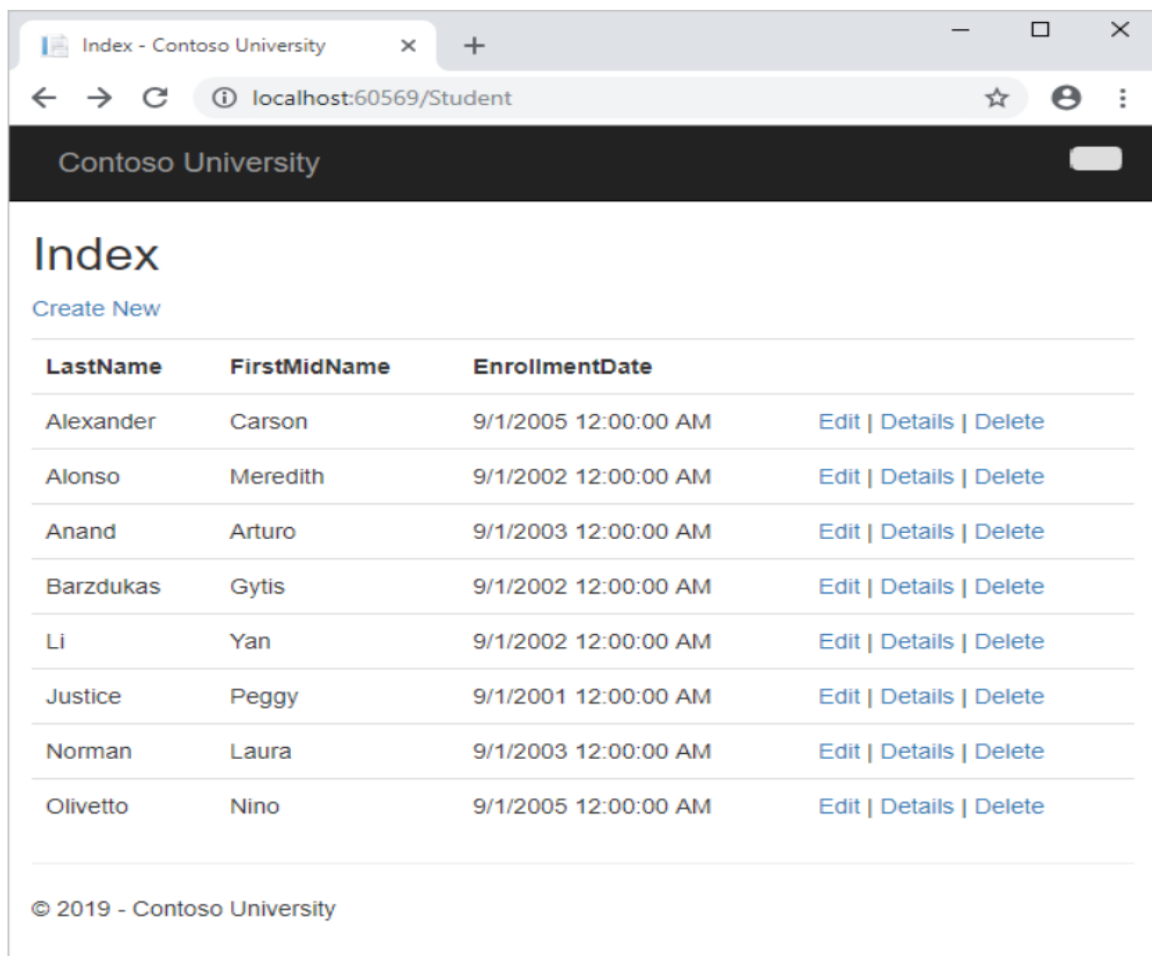 Index - Contoso University
localhost:60569/Student
Contoso University
Index
Create New
LastName FirstMidName EnrollmentDate
Alexander Carson 9/1/2005 12:00:00 AM Edit | Details | Delete
Alonso Meredith 9/1/2002 12:00:00 AM Edit | Details | Delete
Anand Arturo 9/1/2003 12:00:00 AM Edit | Details | Delete
Barzdukas Gytis 9/1/2002 12:00:00 AM Edit | Details | Delete
Li Yan 9/1/2002 12:00:00 AM Edit | Details | Delete
Justice Peggy 9/1/2001 12:00:00 AM Edit | Details | Delete
Norman Laura 9/1/2003 12:00:00 AM Edit | Details | Delete
Olivetto Nino 9/1/2005 12:00:00 AM Edit | Details | Delete
© 2019 - Contoso University